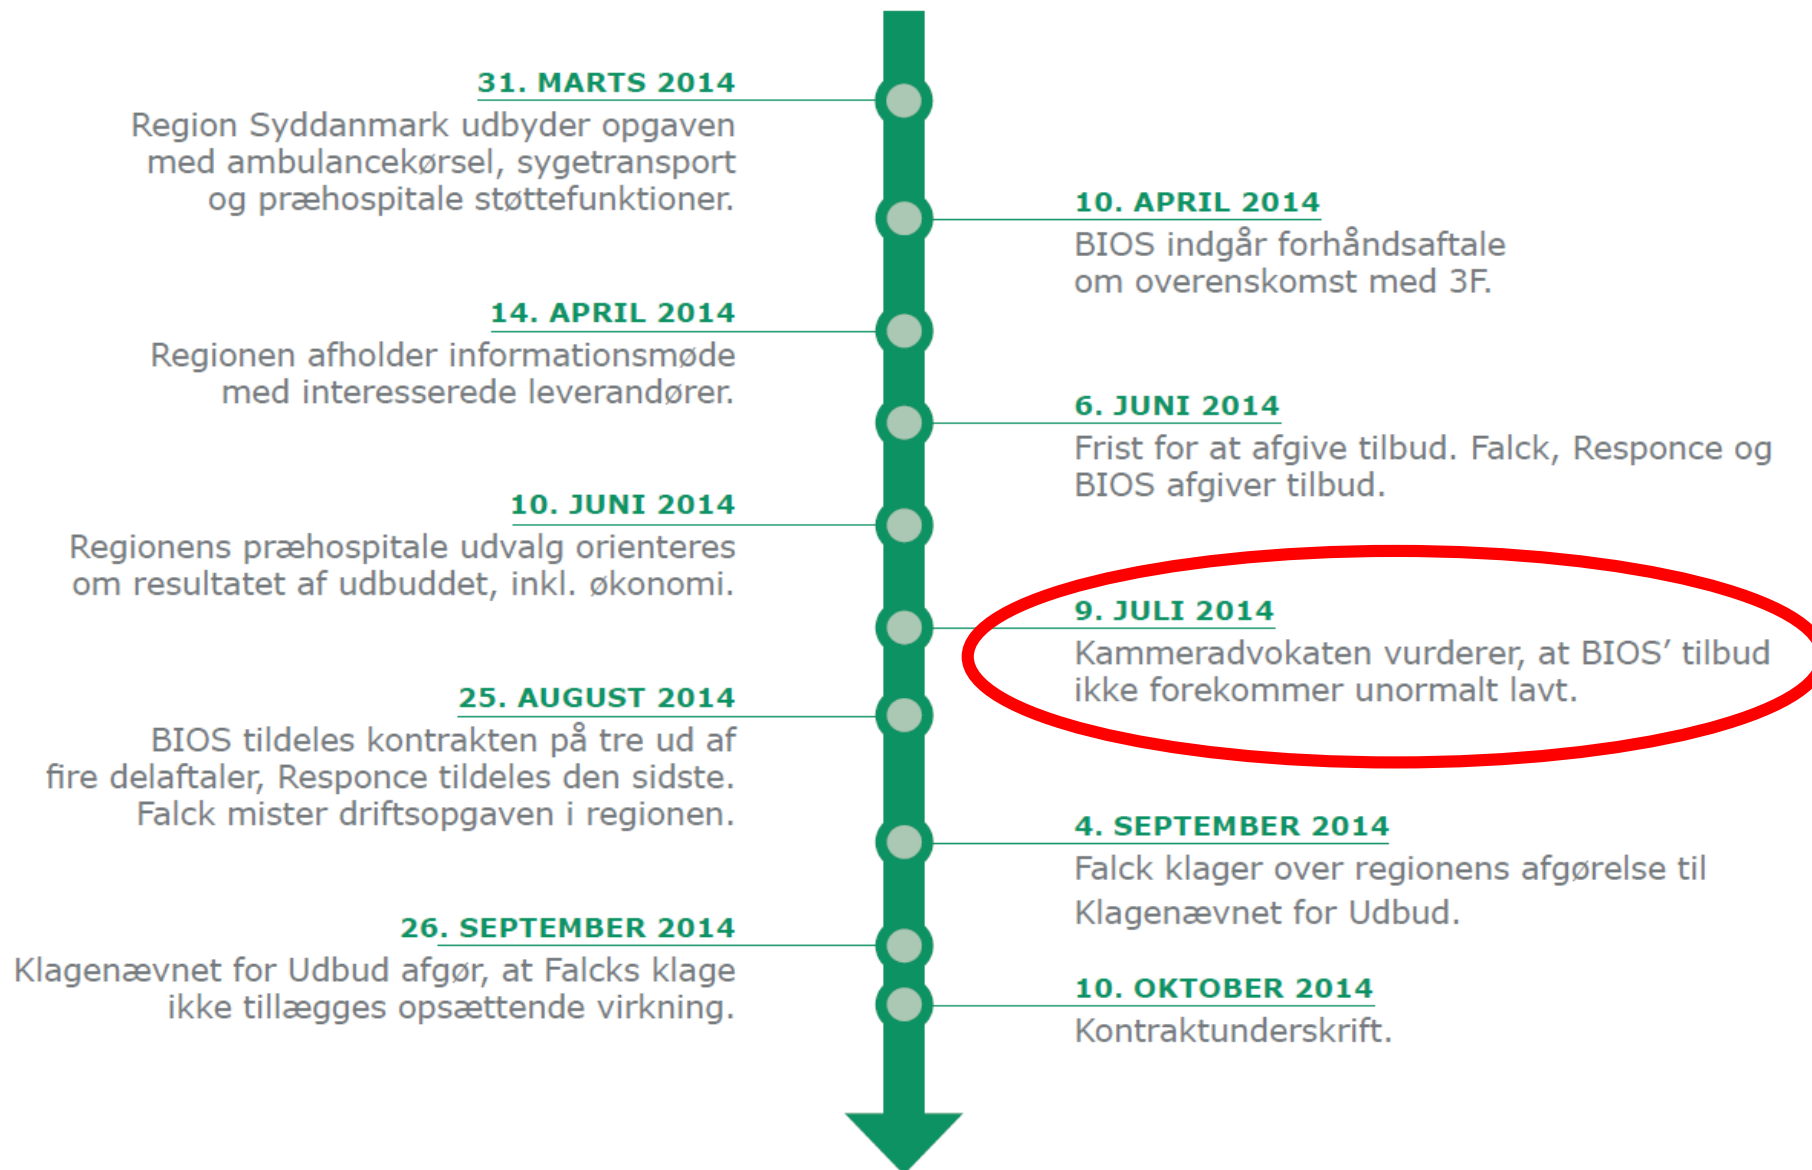 31. MARTS 2014
Region Syddanmark udbyder opgaven
med ambulancekørsel, sygetransport
og præhospitale støttefunktioner.
10. APRIL 2014
BIOS indgår forhåndsaftale
om overenskomst med 3F.
14. APRIL 2014
Regionen afholder informationsmøde
med interesserede leverandører.
6. JUNI 2014
Frist for at afgive tilbud. Falck, Responce og
BIOS afgiver tilbud.
10. JUNI 2014
Regionens præhospitale udvalg orienteres
om resultatet af udbuddet, inkl. økonomi.
9. JULI 2014
Kammeradvokaten vurderer, at BIOS’ tilbud
ikke forekommer unormalt lavt.
25. AUGUST 2014
BIOS tildeles kontrakten på tre ud af
fire delaftaler, Responce tildeles den sidste.
Falck mister driftsopgaven i regionen.
4. SEPTEMBER 2014
Falck klager over regionens afgørelse til
Klagenævnet for Udbud.
26. SEPTEMBER 2014
Klagenævnet for Udbud afgør, at Falcks klage
ikke tillægges opsættende virkning.
10. OKTOBER 2014
Kontraktunderskrift.